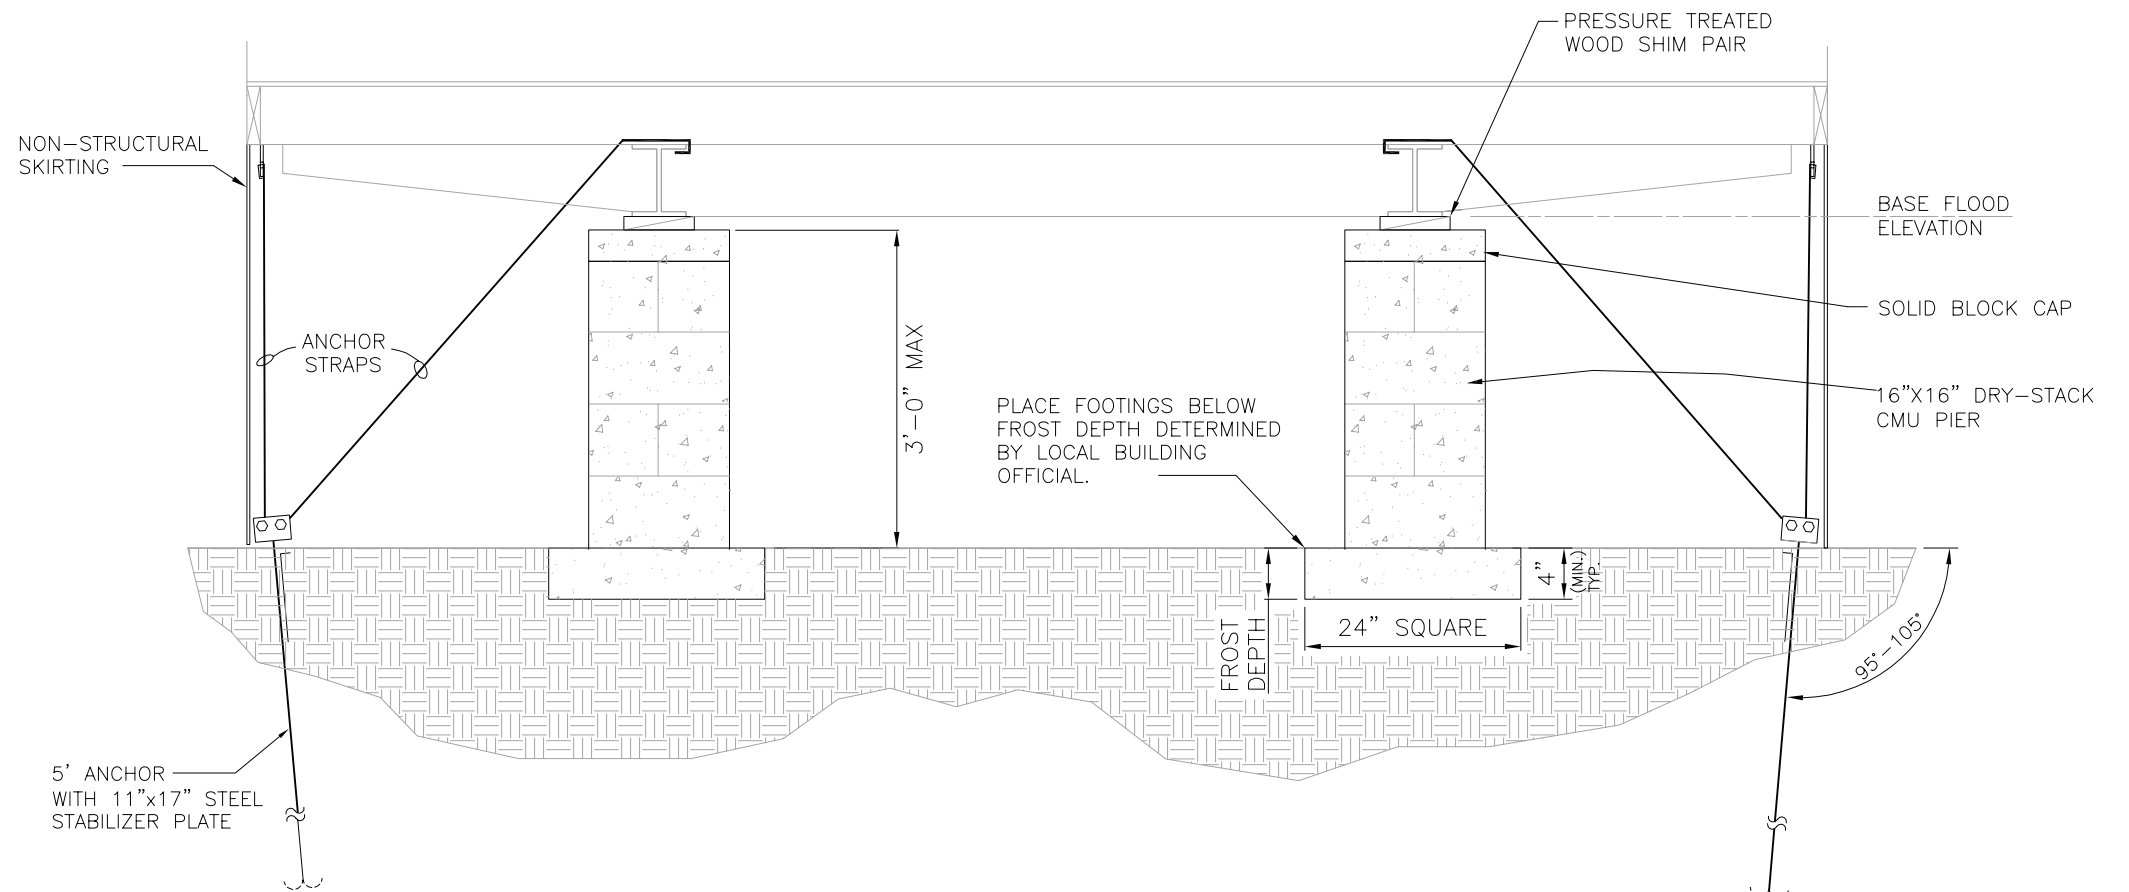 PRESSURE TREATED
WOOD SHIM PAIR
NON-STRUCTURAL
SKIRTING
BASE FLOOD
ELEVATION
SOLID BLOCK CAP
ANCHOR
STRAPS
3'-0" MAX
16"X16" DRY-STACK
CMU PIER
PLACE FOOTINGS BELOW
FROST DEPTH DETERMINED
BY LOCAL BUILDING
OFFICIAL.
4"
(MIN.)
TYP.
24" SQUARE
FROST
DEPTH
95°-105°
5' ANCHOR
WITH 11"x17" STEEL
STABILIZER PLATE